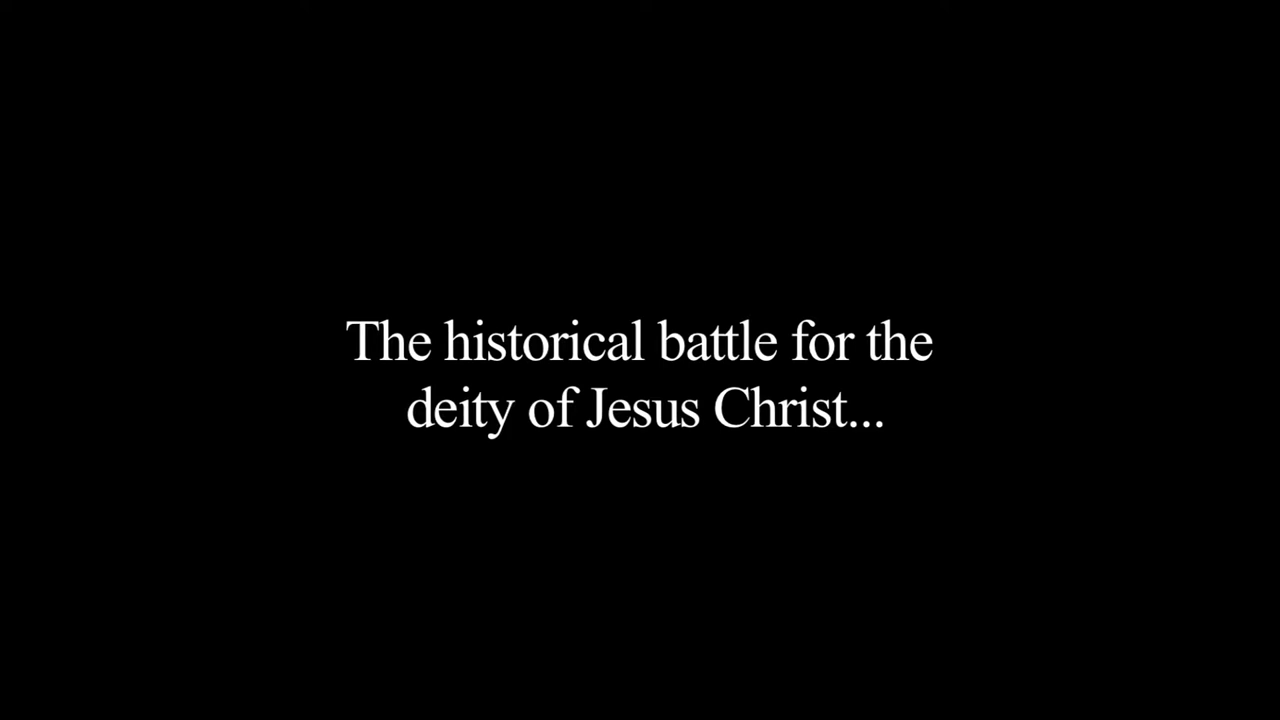 The historical battle for the
deity of Jesus Christ...